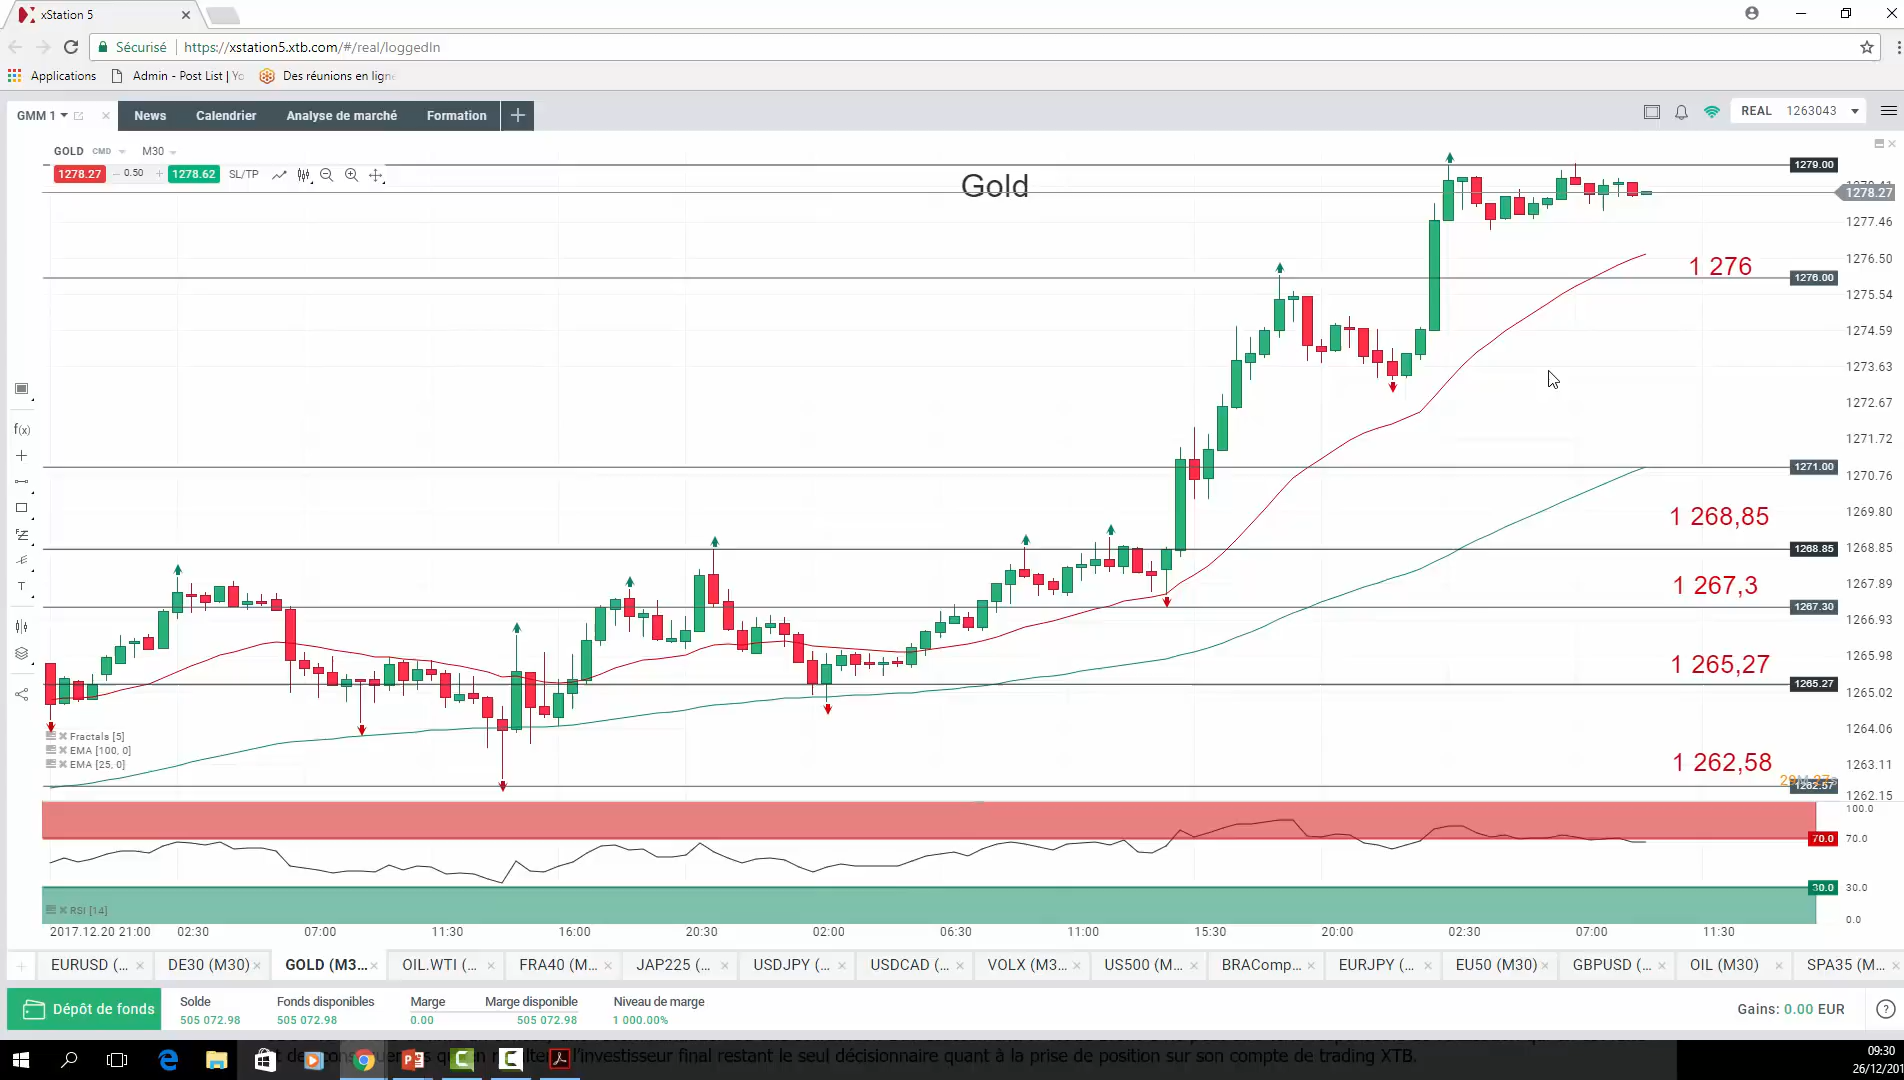 xStation 5
Sécurisé https://xstation5.xtb.com/#/real/loggedIn
Applications Admin - Post List | Yo Des réunions en ligne
GMM 1 News Calendrier Analyse de marché Formation REAL 1263043
GOLD CMD M30
1278.27 0.50 1278.62 SL/TP
Gold
1279.00
1278.27
1277.46
1 276
1276.50
1276.00
1275.54
1274.59
1273.63
1272.67
1271.72
1271.00
1270.76
1 268,85
1269.80
1268.85
1268.85
1 267,3
1267.89
1267.30
1266.93
1 265,27
1265.98
1265.27
1265.02
1264.06
Fractals [5]
EMA [100, 0]
EMA [25, 0]
1 262,58
1263.11
1262.57
1262.15
100.0
70.0 70.0
30.0 30.0
RSI [14]
0.0
2017.12.20 21:00 02:30 07:00 11:30 16:00 20:30 02:00 06:30 11:00 15:30 20:00 02:30 07:00 11:30
EURUSD (... DE30 (M30) GOLD (M3... OIL.WTI (... FRA40 (M... JAP225 (... USDJPY (... USDCAD (... VOLX (M3... US500 (M... BRAComp... EURJPY (... EU50 (M30) GBPUSD (... OIL (M30) SPA35 (M...
Dépôt de fonds
Solde Fonds disponibles Marge Marge disponible Niveau de marge
505 072.98 505 072.98 0.00 505 072.98 1 000.00%
Gains: 0.00 EUR
l'investisseur final restant le seul décisionnaire quant à la prise de position sur son compte de trading XTB.
09:30
26/12/201